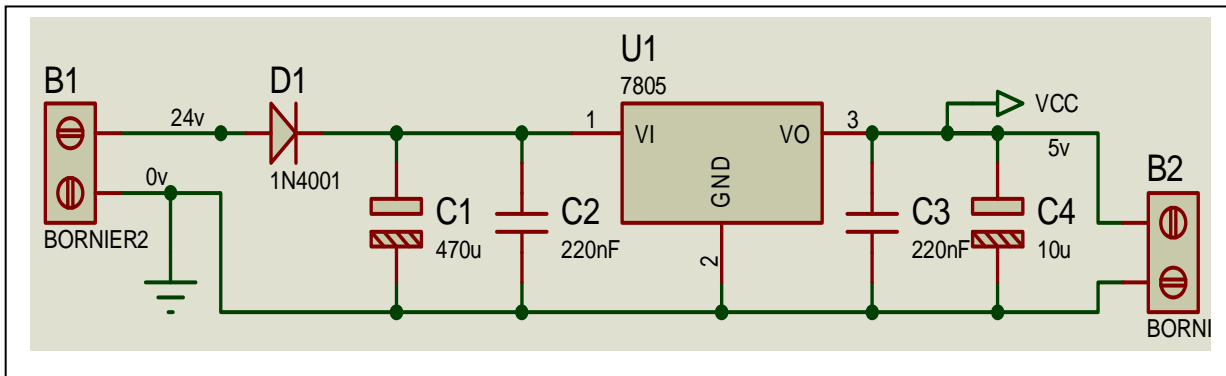 B1
24v
0v
BORNIER2
D1
1N4001
C1
470u
C2
220nF
U1
7805
1
VI
VO
3
GND
2
C3
220nF
VCC
5v
C4
10u
B2
BORNI